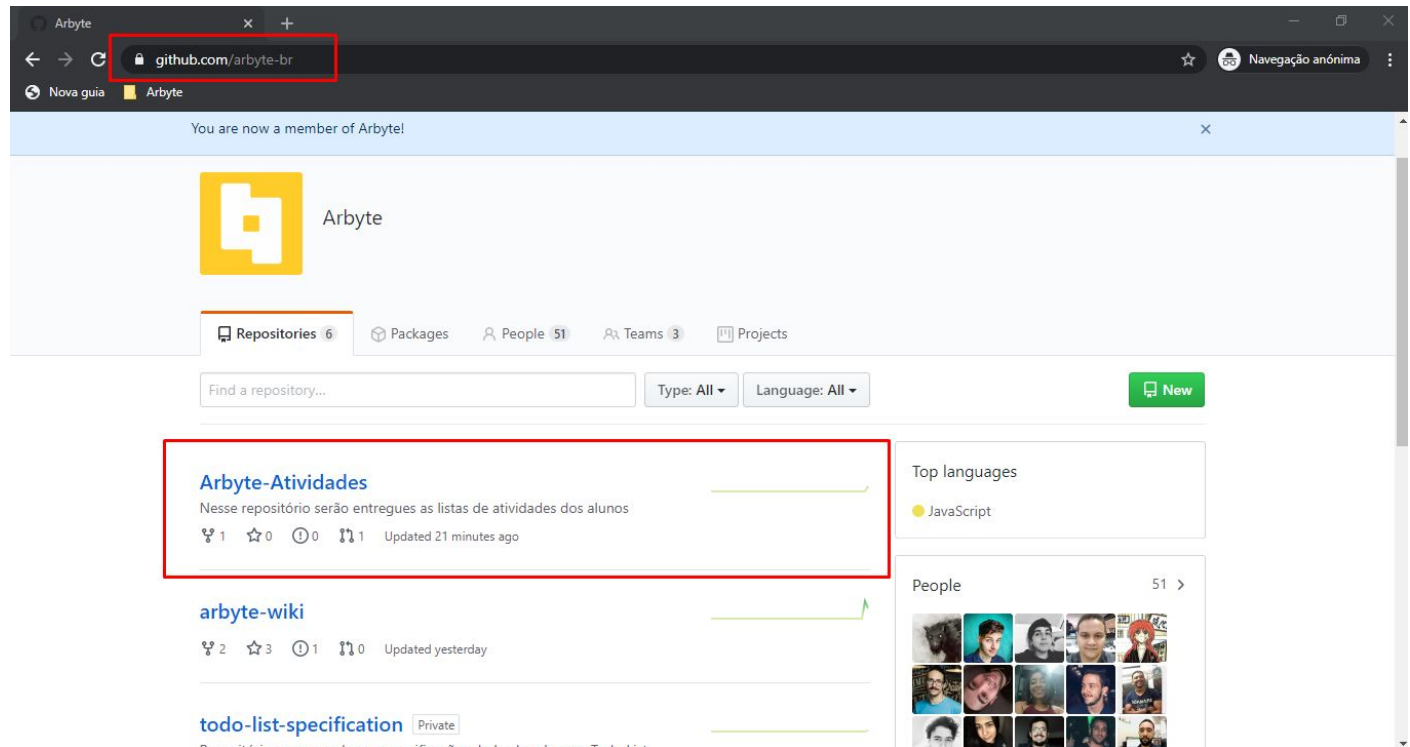 Arbyte
github.com/arbyte-br
Navegação anónima
Nova guia Arbyte
You are now a member of Arbyte!
Arbyte
Repositories 6 Packages People 51 Teams 3 Projects
Find a repository... Type: All Language: All New
Arbyte-Atividades
Nesse repositório serão entregues as listas de atividades dos alunos
1 0 0 1 Updated 21 minutes ago
Top languages
JavaScript
People 51
arbyte-wiki
2 3 1 0 Updated yesterday
todo-list-specification Private